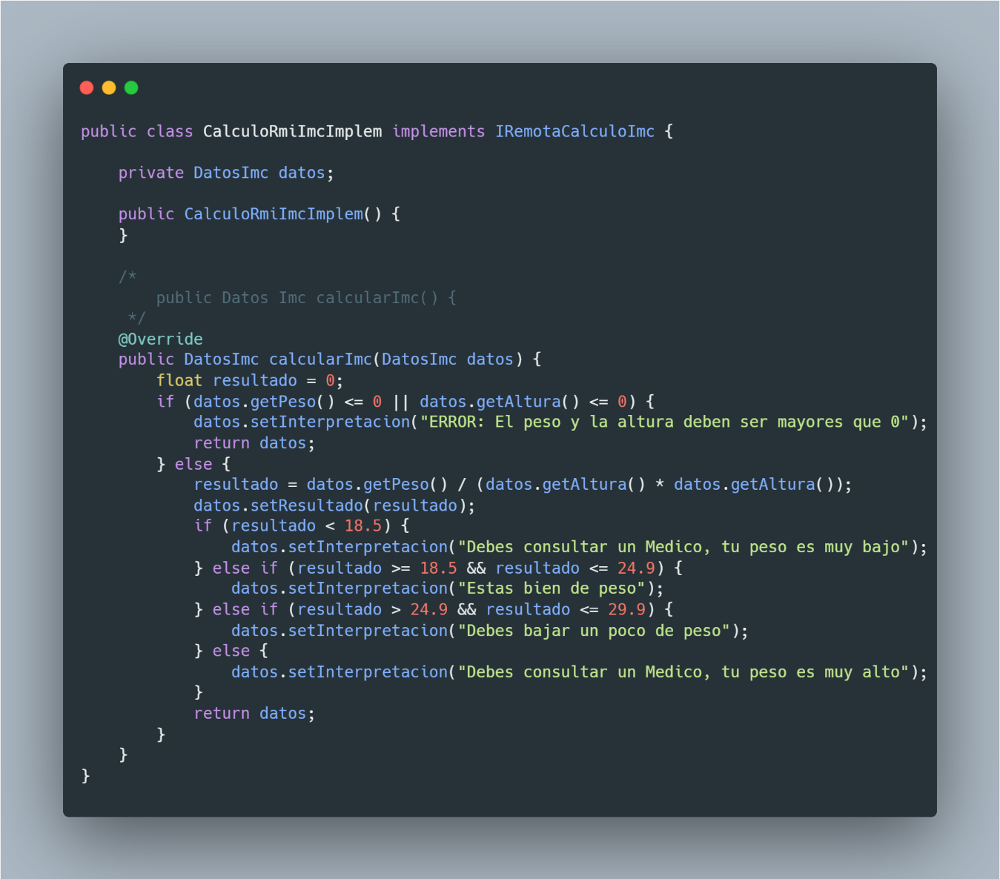 public class CalculoRmiImcImplem implements IRemotaCalculoImc {
private DatosImc datos;
public CalculoRmiImcImplem() {
}
/*
public Datos Imc calcularImc() {
*/
@Override
public DatosImc calcularImc(DatosImc datos) {
float resultado = 0;
if (datos.getPeso() <= 0 || datos.getAltura() <= 0) {
datos.setInterpretacion("ERROR: El peso y la altura deben ser mayores que 0");
return datos;
} else {
resultado = datos.getPeso() / (datos.getAltura() * datos.getAltura());
datos.setResultado(resultado);
if (resultado < 18.5) {
datos.setInterpretacion("Debes consultar un Medico, tu peso es muy bajo");
} else if (resultado >= 18.5 && resultado <= 24.9) {
datos.setInterpretacion("Estas bien de peso");
} else if (resultado > 24.9 && resultado <= 29.9) {
datos.setInterpretacion("Debes bajar un poco de peso");
} else {
datos.setInterpretacion("Debes consultar un Medico, tu peso es muy alto");
}
return datos;
}
}
}